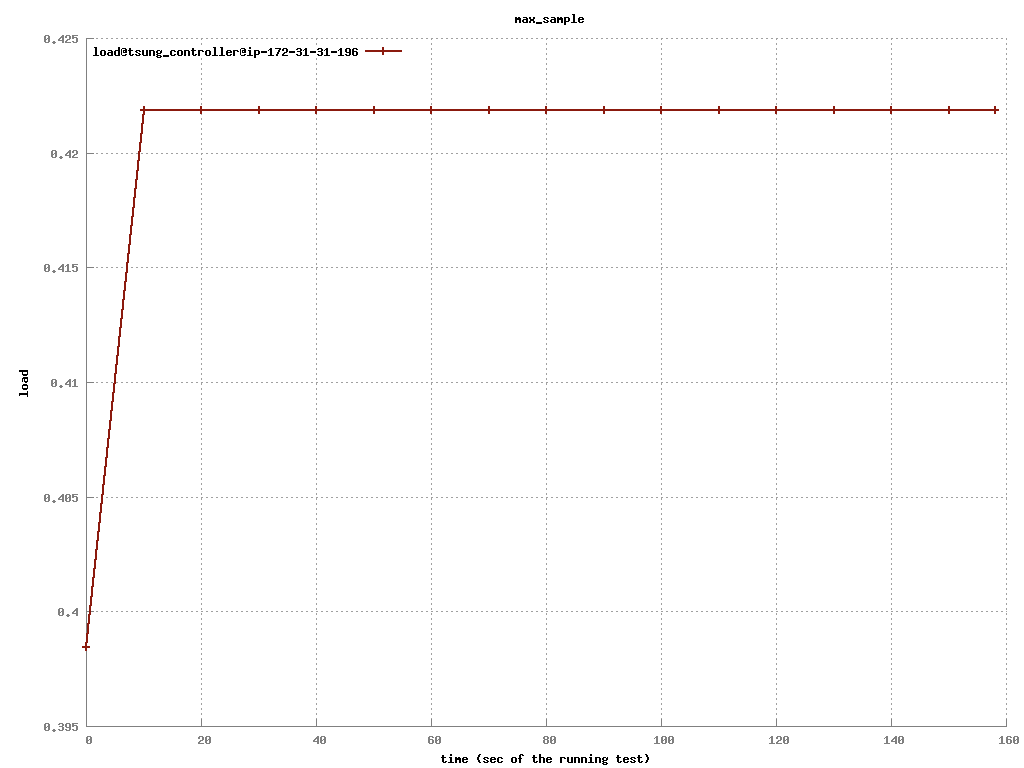 max_sample
load@tsung_controller@ip-172-31-31-196
0.425
0.42
0.415
0.41
0.405
0.4
0.395
load
0 20 40 60 80 100 120 140 160
time (sec of the running test)